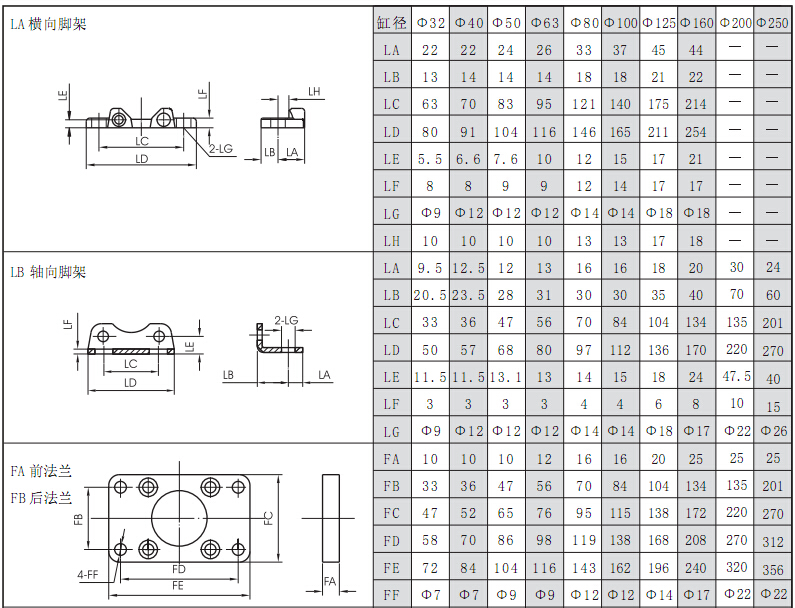 LA 横向脚架
LE
LF
LH
LC
LD
2-LG
LB
LA
缸径 Φ32 Φ40 Φ50 Φ63 Φ80 Φ100 Φ125 Φ160 Φ200 Φ250
LA 22 22 24 26 33 37 45 44 — —
LB 13 14 14 14 18 18 21 22 — —
LC 63 70 83 95 121 140 175 214 — —
LD 80 91 104 116 146 165 211 254 — —
LE 5.5 6.6 7.6 10 12 15 17 21 — —
LF 8 8 9 9 12 14 17 17 — —
LG Φ9 Φ12 Φ12 Φ12 Φ14 Φ14 Φ18 Φ18 — —
LH 10 10 10 10 13 13 17 18 — —
LB 轴向脚架
LF
LE
LC
LD
2-LG
LB
LA
LA 9.5 12.5 12 13 16 16 18 20 30 24
LB 20.5 23.5 28 31 30 30 35 40 70 60
LC 33 36 47 56 70 84 104 134 135 201
LD 50 57 68 80 97 112 136 170 220 270
LE 11.5 11.5 13.1 13 14 15 18 24 47.5 40
LF 3 3 3 3 4 4 6 8 10 15
LG Φ9 Φ12 Φ12 Φ12 Φ14 Φ14 Φ18 Φ17 Φ22 Φ26
FA 前法兰
FB 后法兰
FB
FC
4-FF
FD
FE
FA
FA 10 10 10 12 16 16 20 25 25 25
FB 33 36 47 56 70 84 104 134 135 201
FC 47 52 65 76 95 115 138 172 220 270
FD 58 70 86 98 119 138 168 208 270 312
FE 72 84 104 116 143 162 196 240 320 356
FF Φ7 Φ7 Φ9 Φ9 Φ12 Φ12 Φ14 Φ17 Φ22 Φ22